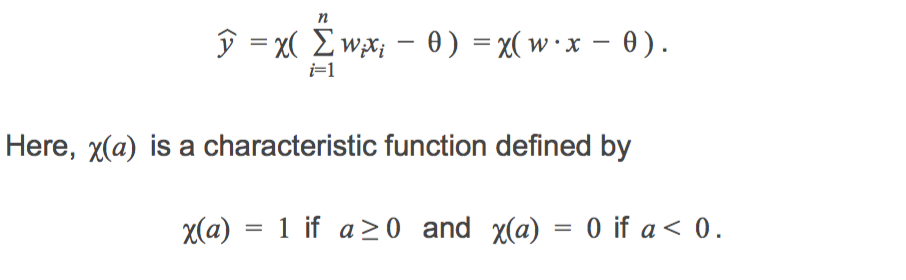 ŷ = χ( n Σ i=1 wᵢxᵢ − θ ) = χ( w · x − θ ) .
Here, χ(a) is a characteristic function defined by
χ(a) = 1 if a ≥ 0 and χ(a) = 0 if a < 0 .